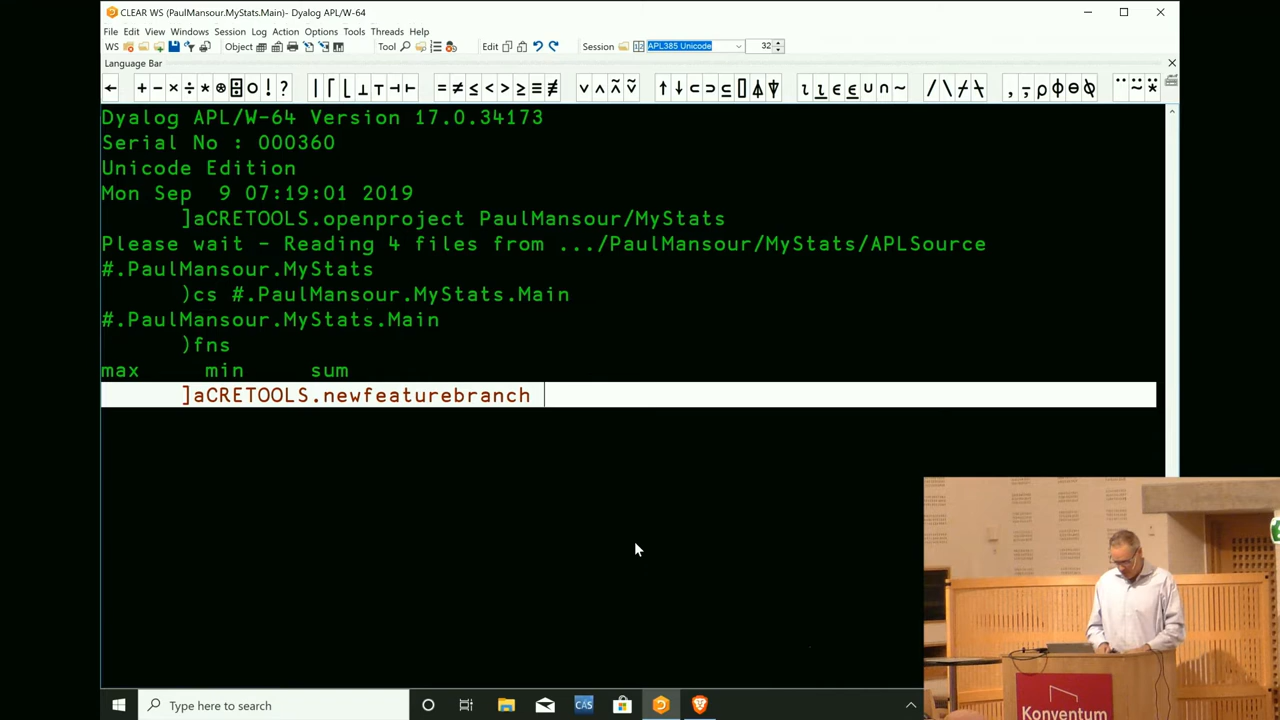 CLEAR WS (PaulMansour.MyStats.Main)- Dyalog APL/W-64
File Edit View Windows Session Log Action Options Tools Threads Help
WS Object Tool Edit Session APL385 Unicode 32
Language Bar
← + - × ÷ * ⍟ ⌹ ○ ! ? | ⌈ ⌊ ⊥ ⊤ ⊣ ⊢ = ≠ ≤ < > ≥ ≡ ≢ ∨ ∧ ⍱ ⍲ ↑ ↓ ⊂ ⊃ ⊆ ⌷ ⍋ ⍒ ⍳ ⍸ ∊ ⍷ ∪ ∩ ~ / \ ⌿ ⍀ , ⍪ ⍴ ⌽ ⊖ ⍉ ¨ ⍨ ⍣
Dyalog APL/W-64 Version 17.0.34173
Serial No : 000360
Unicode Edition
Mon Sep 9 07:19:01 2019
]aCRETOOLS.openproject PaulMansour/MyStats
Please wait - Reading 4 files from .../PaulMansour/MyStats/APLSource
#.PaulMansour.MyStats
)cs #.PaulMansour.MyStats.Main
#.PaulMansour.MyStats.Main
)fns
max min sum
]aCRETOOLS.newfeaturebranch
Konventum
Type here to search
CAS